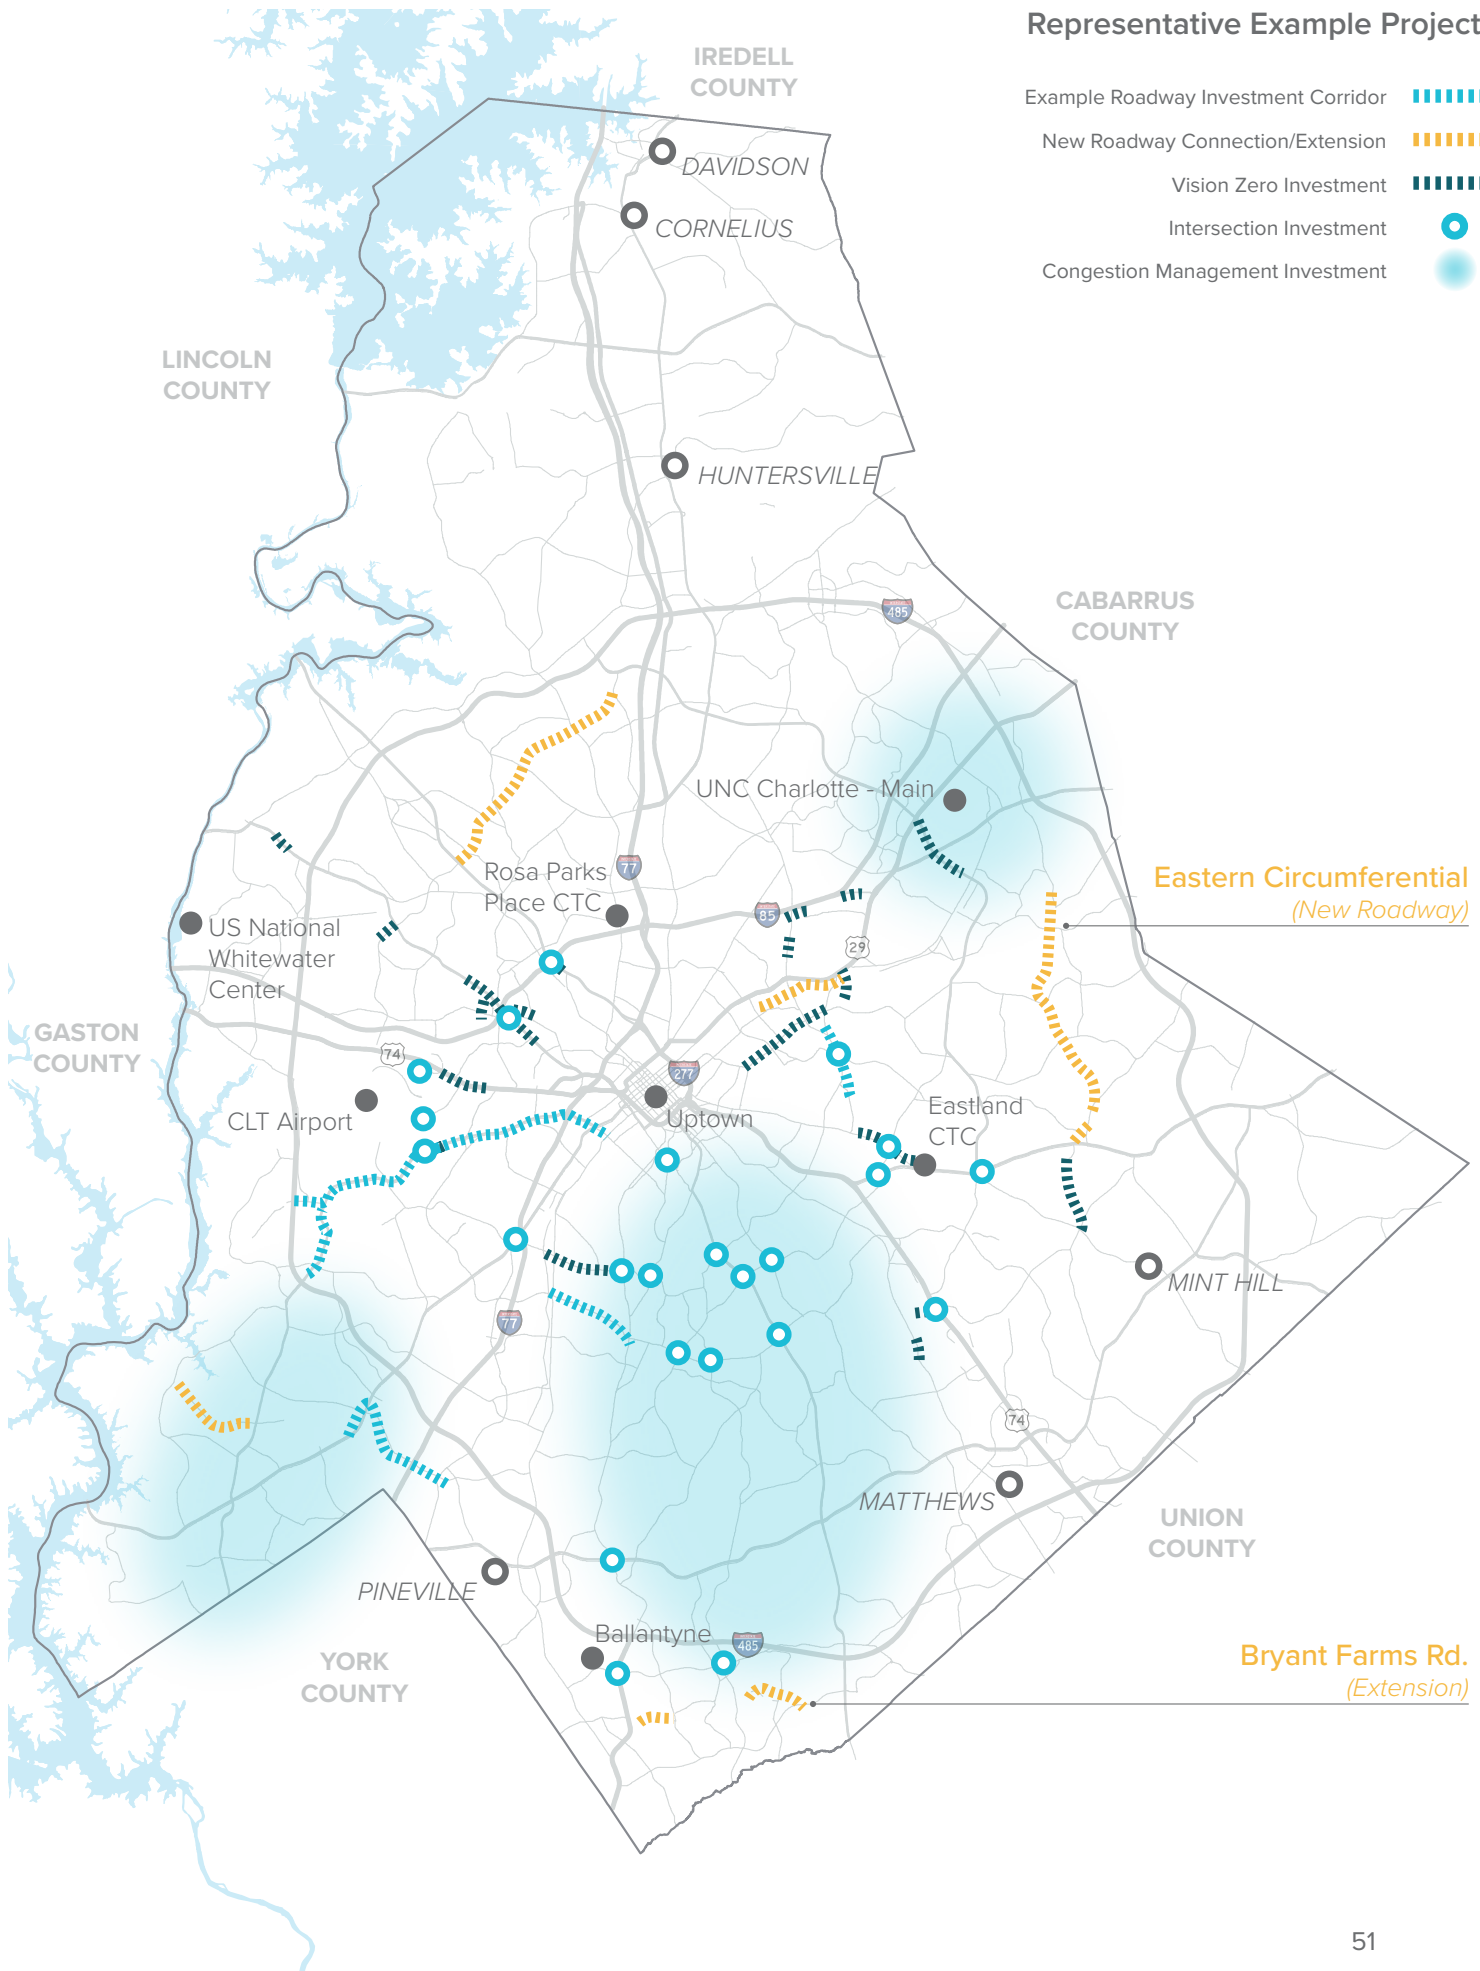 Representative Example Project
Example Roadway Investment Corridor
New Roadway Connection/Extension
Vision Zero Investment
Intersection Investment
Congestion Management Investment
IREDELL
COUNTY
DAVIDSON
CORNELIUS
LINCOLN
COUNTY
HUNTERSVILLE
CABARRUS
COUNTY
485
UNC Charlotte - Main
Rosa Parks
Place CTC
77
85
29
Eastern Circumferential
(New Roadway)
US National
Whitewater
Center
GASTON
COUNTY
74
277
CLT Airport
Uptown
Eastland
CTC
MINT HILL
77
74
MATTHEWS
UNION
COUNTY
PINEVILLE
Ballantyne
485
YORK
COUNTY
Bryant Farms Rd.
(Extension)
51